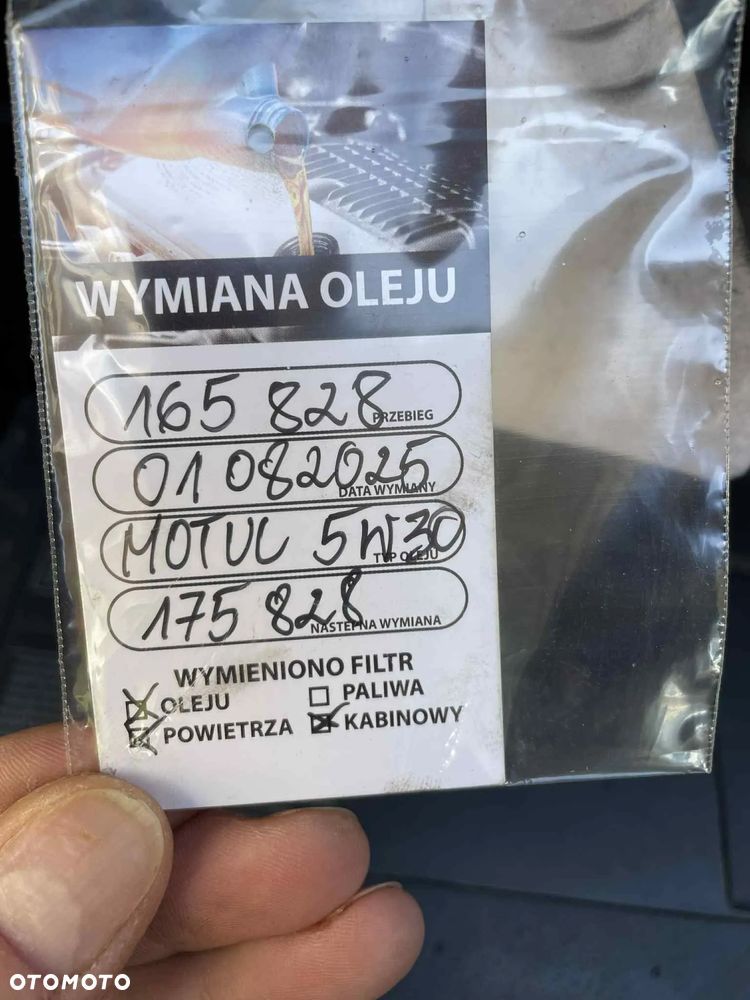 WYMIANA OLEJU
165 828
PRZEBIEG
01 08 2025
DATA WYMIANY
MOTUL 5W30
TYP OLEJU
175 828
NASTEPNA WYMIANA
WYMIENIONO FILTR
OLEJU PALIWA
POWIETRZA KABINOWY
OTOMOTO